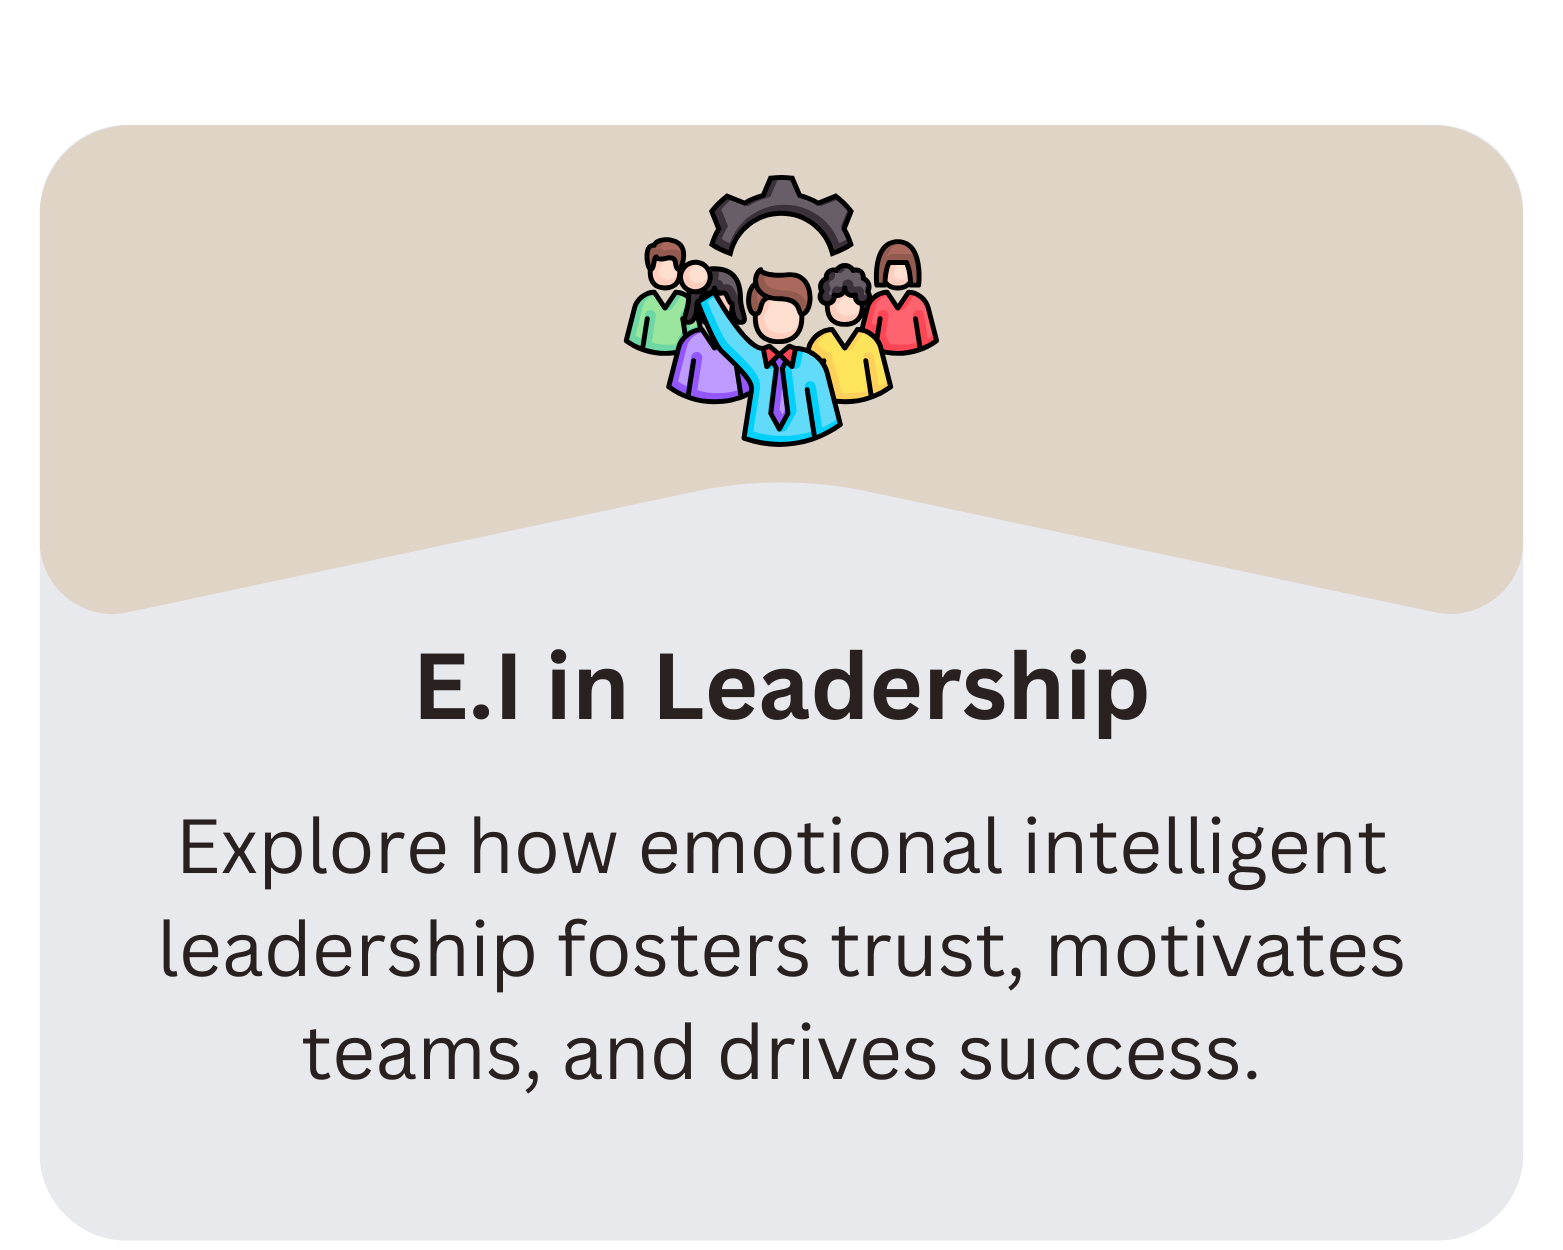 E.I in Leadership
Explore how emotional intelligent
leadership fosters trust, motivates
teams, and drives success.